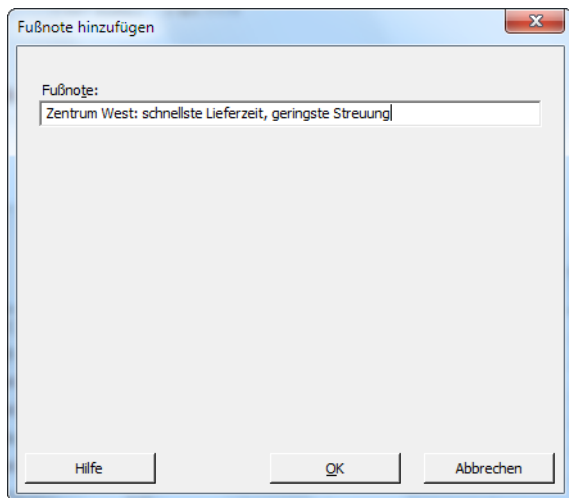 Fußnote hinzufügen
Fußnote:
Zentrum West: schnellste Lieferzeit, geringste Streuung
Hilfe OK Abbrechen